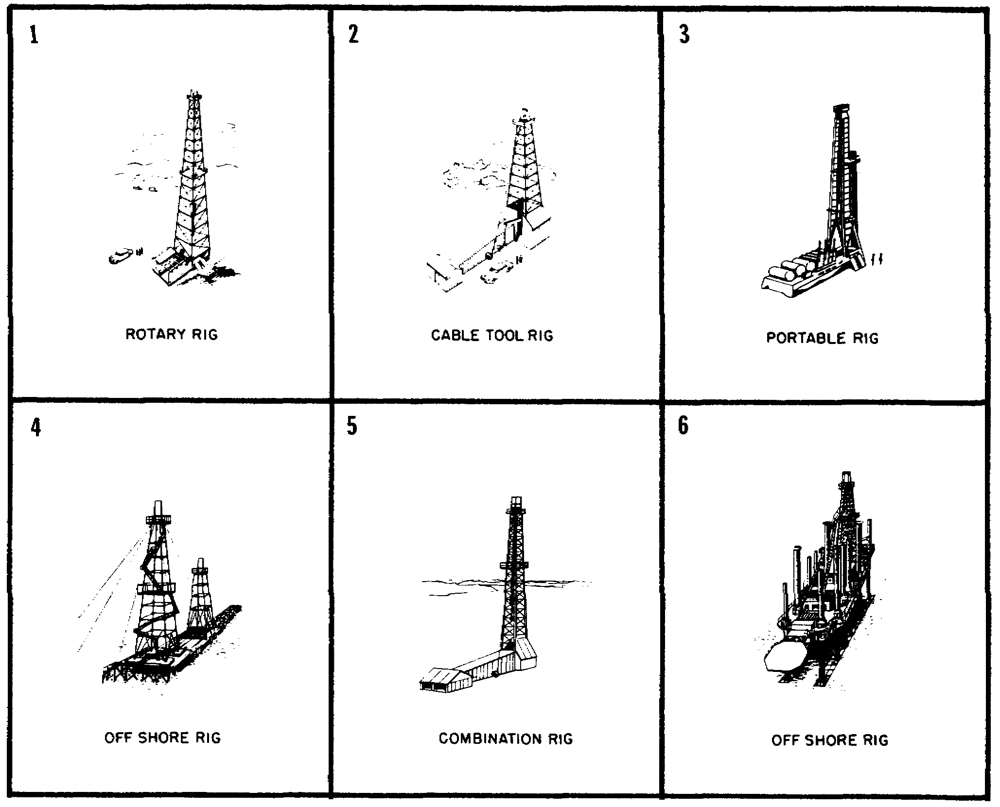 1
2
3
ROTARY RIG
CABLE TOOL RIG
PORTABLE RIG
4
5
6
OFF SHORE RIG
COMBINATION RIG
OFF SHORE RIG